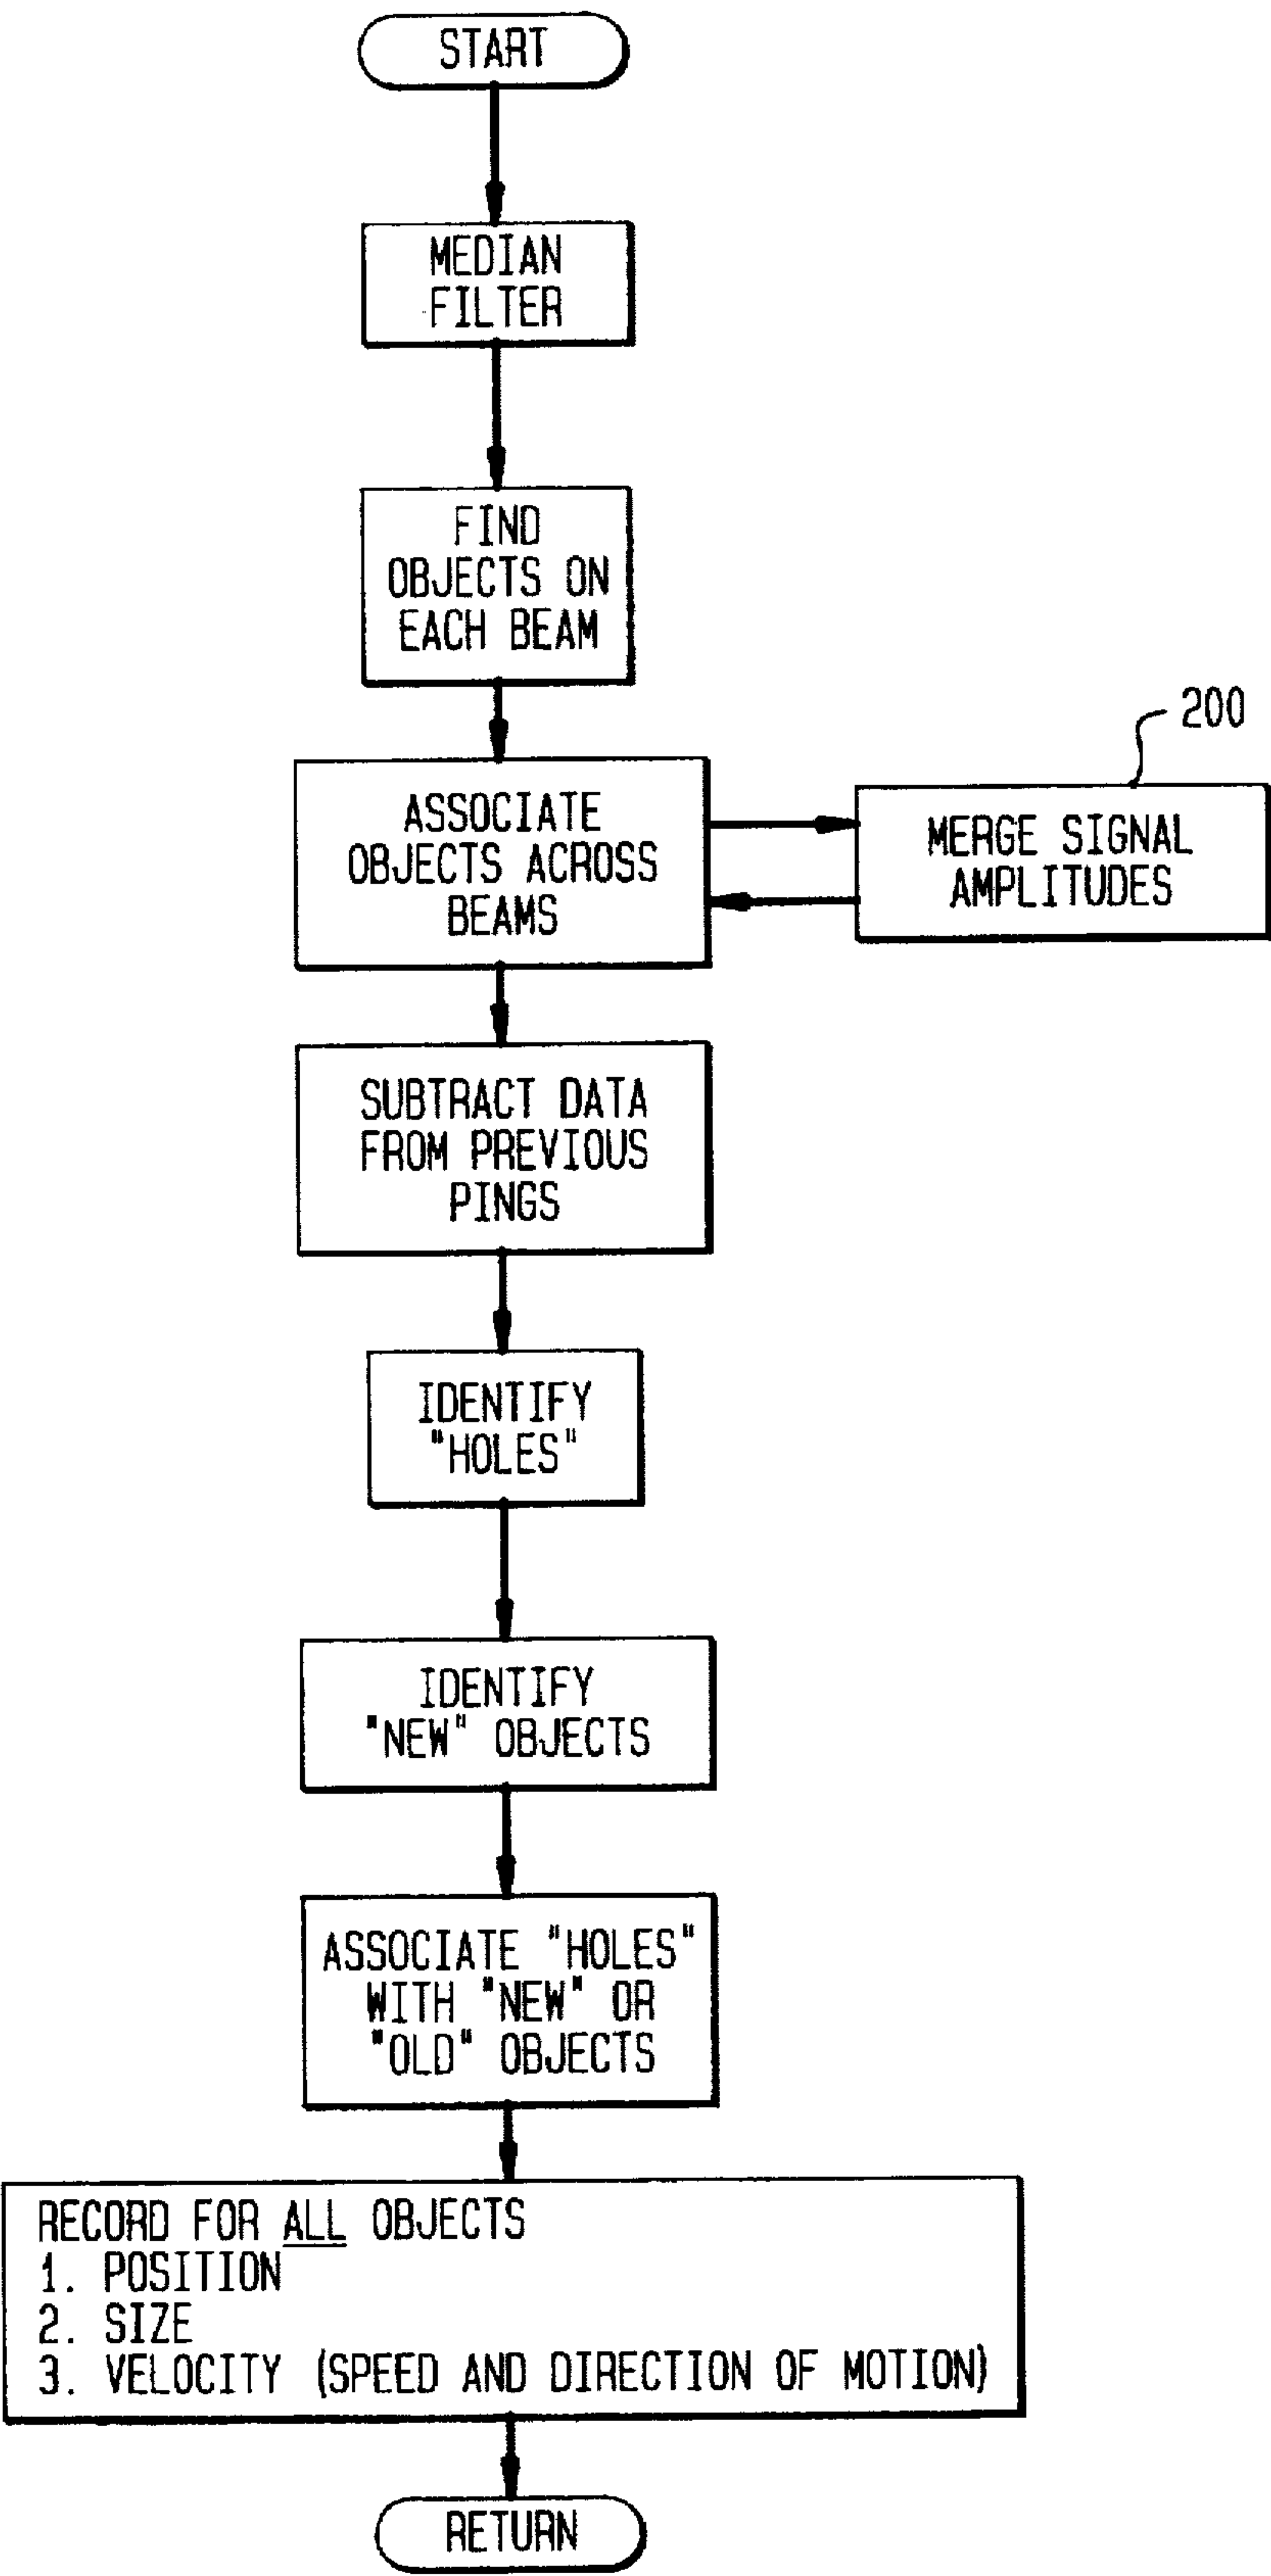 START
MEDIAN
FILTER
FIND
OBJECTS ON
EACH BEAM
200
ASSOCIATE
OBJECTS ACROSS
BEAMS
MERGE SIGNAL
AMPLITUDES
SUBTRACT DATA
FROM PREVIOUS
PINGS
IDENTIFY
"HOLES"
IDENTIFY
"NEW" OBJECTS
ASSOCIATE "HOLES"
WITH "NEW" OR
"OLD" OBJECTS
RECORD FOR ALL OBJECTS
1. POSITION
2. SIZE
3. VELOCITY (SPEED AND DIRECTION OF MOTION)
RETURN